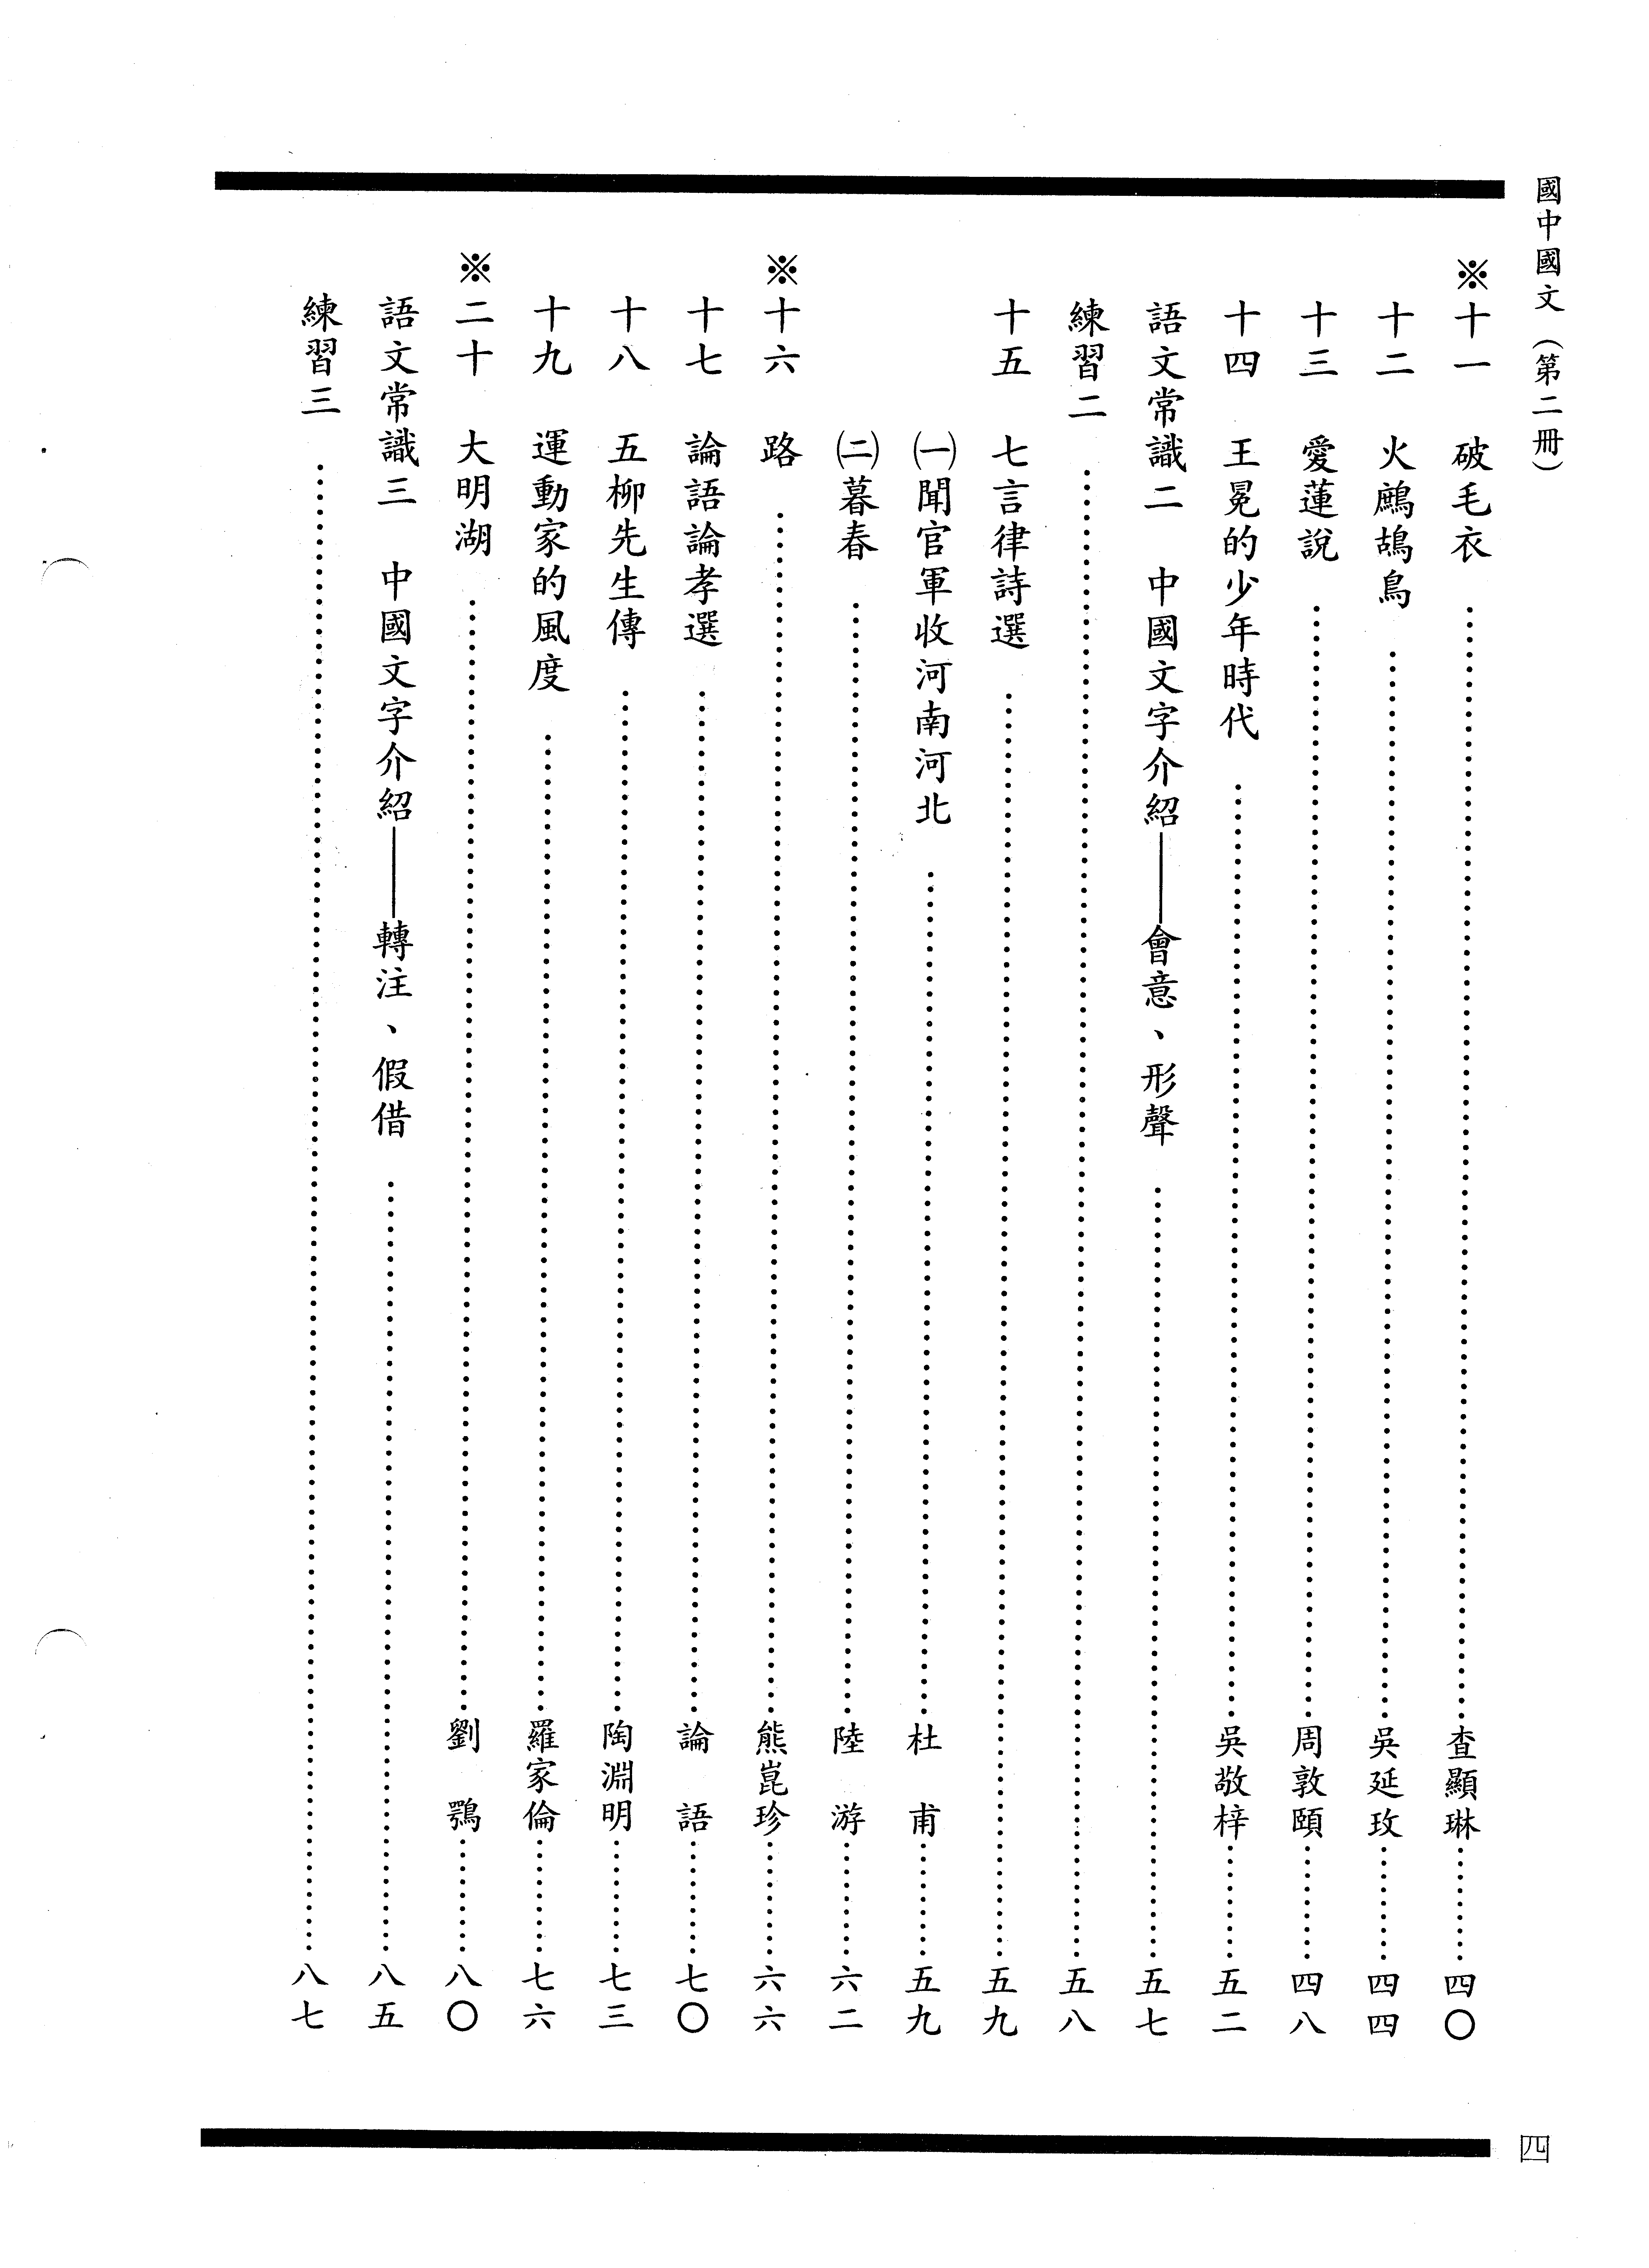 國中國文（第二冊）
※十一　破毛衣……查顯琳……四〇
十二　火鷓鴣鳥……吳延玫……四四
十三　愛蓮說……周敦頤……四八
十四　王冕的少年時代……吳敬梓……五二
語文常識二　中國文字介紹——會意、形聲……五七
練習二……五八
十五　七言律詩選……五九
㈠聞官軍收河南河北……杜　甫……五九
㈡暮春……陸　游……六二
※十六　路……熊崑珍……六六
十七　論語論孝選……論　語……七〇
十八　五柳先生傳……陶淵明……七三
十九　運動家的風度……羅家倫……七六
※二十　大明湖……劉　鶚……八〇
語文常識三　中國文字介紹——轉注、假借……八五
練習三……八七
四